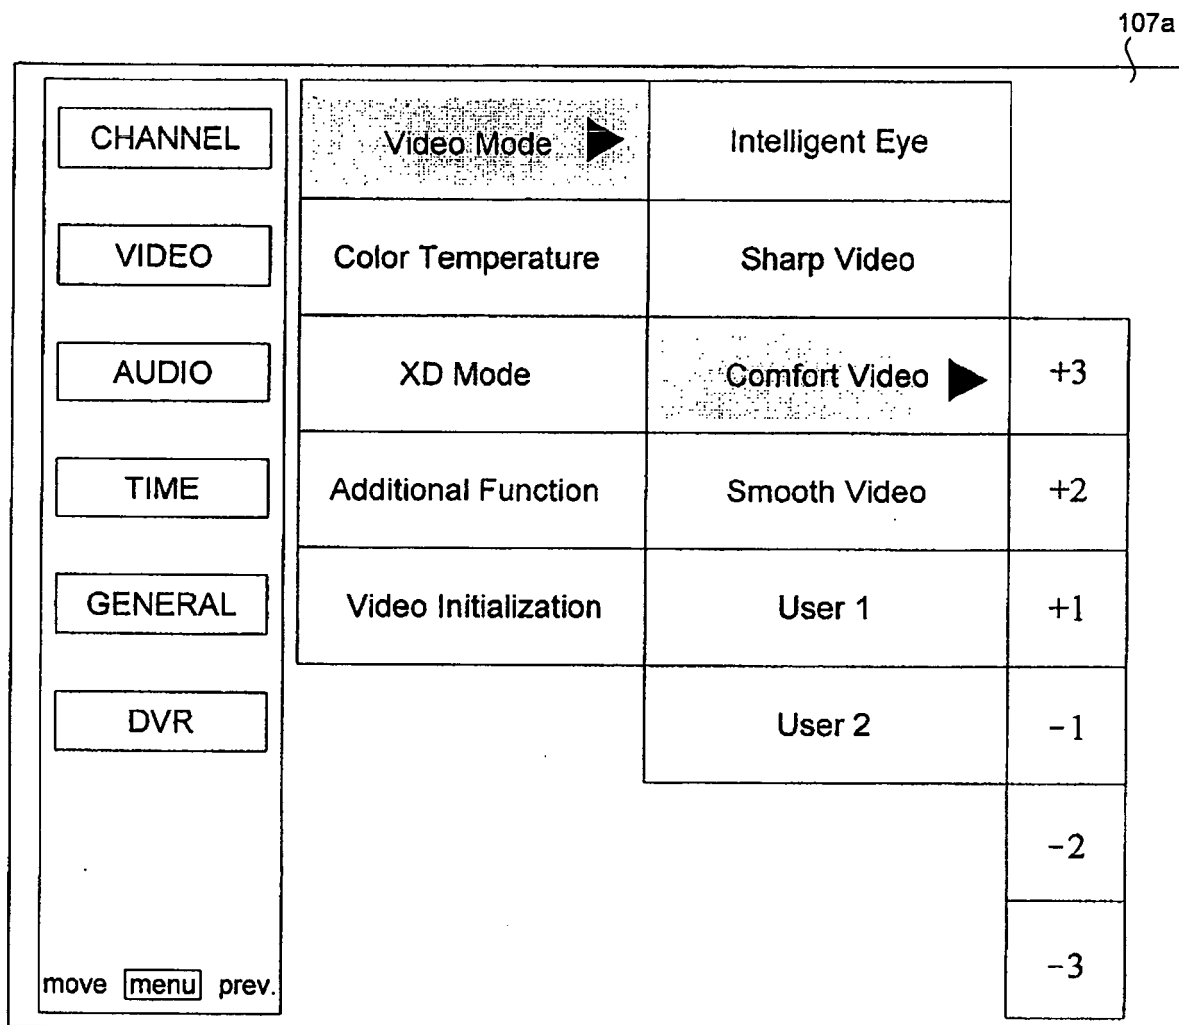 107a
CHANNEL
VIDEO
AUDIO
TIME
GENERAL
DVR
move menu prev.
Video Mode
Color Temperature
XD Mode
Additional Function
Video Initialization
Intelligent Eye
Sharp Video
Comfort Video
Smooth Video
User 1
User 2
+3
+2
+1
-1
-2
-3